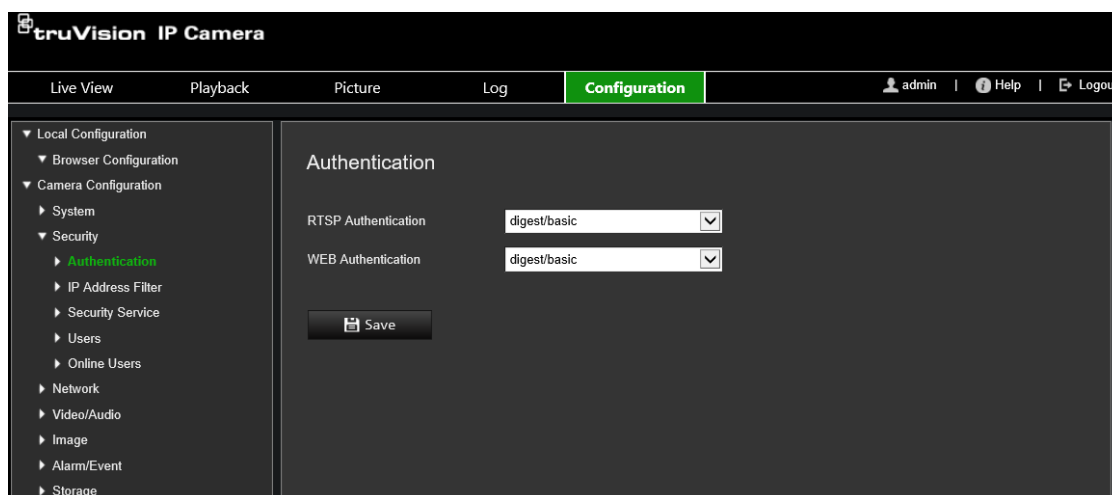 truVision IP Camera
Live View Playback Picture Log Configuration admin | Help | Logou
Local Configuration
Browser Configuration
Camera Configuration
System
Security
Authentication
IP Address Filter
Security Service
Users
Online Users
Network
Video/Audio
Image
Alarm/Event
Storage
Authentication
RTSP Authentication digest/basic
WEB Authentication digest/basic
Save